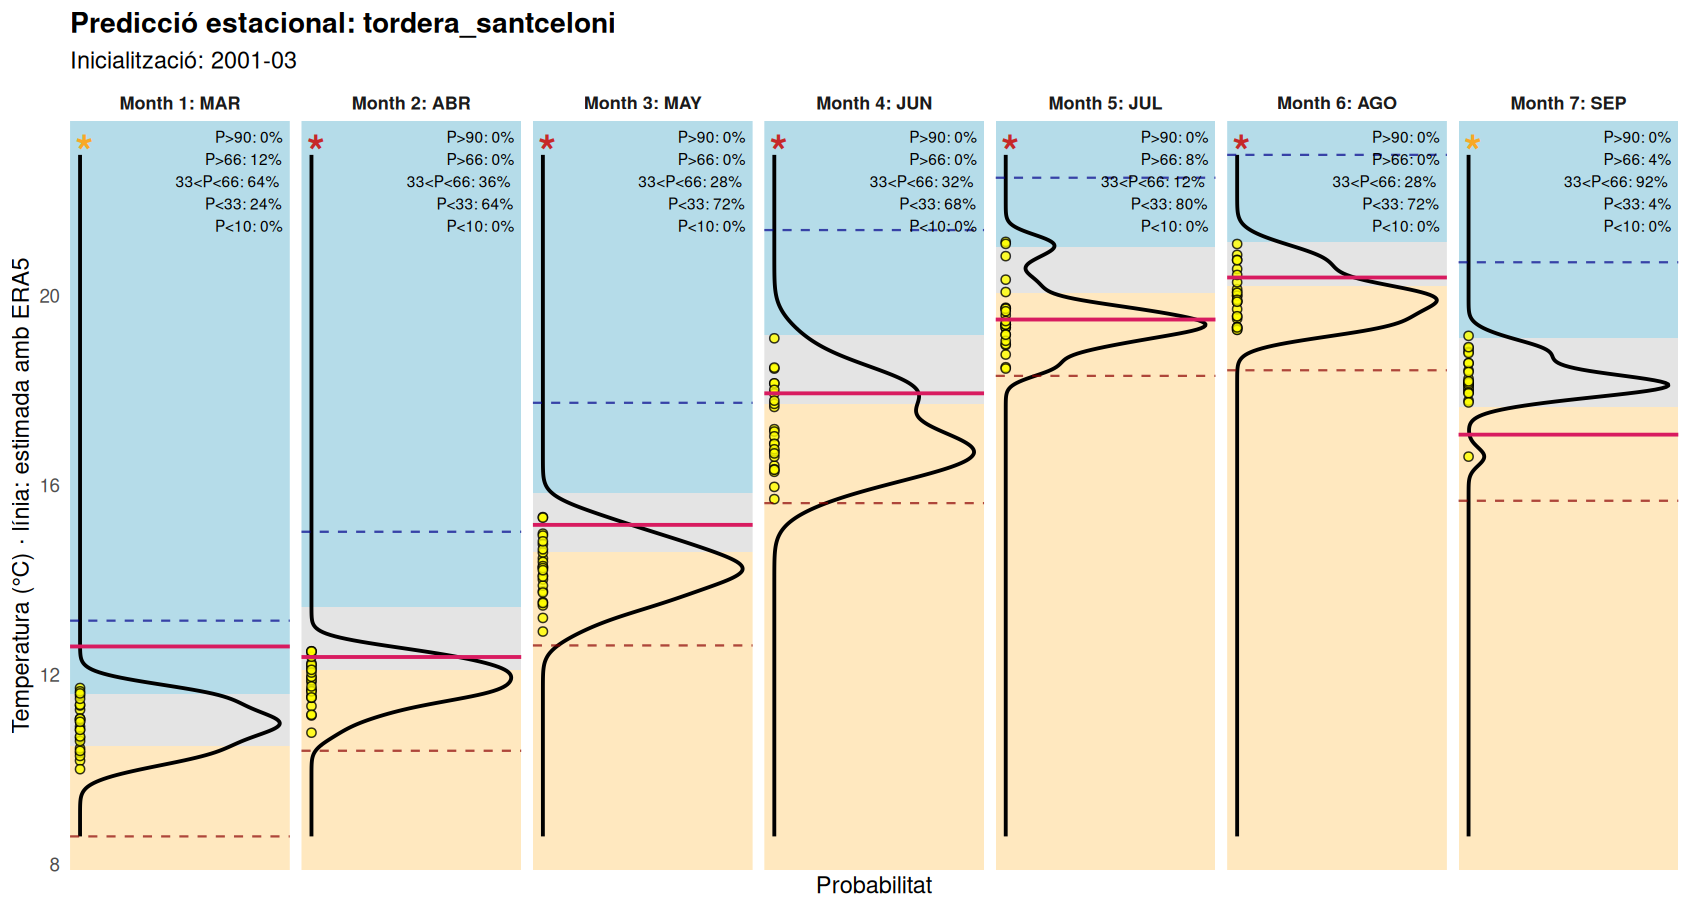 Predicció estacional: tordera_santceloni
Inicialització: 2001-03
Month 1: MAR
Month 2: ABR
Month 3: MAY
Month 4: JUN
Month 5: JUL
Month 6: AGO
Month 7: SEP
*
P>90: 0%
P>66: 12%
33<P<66: 64%
P<33: 24%
P<10: 0%
*
P>90: 0%
P>66: 0%
33<P<66: 36%
P<33: 64%
P<10: 0%
*
P>90: 0%
P>66: 0%
33<P<66: 28%
P<33: 72%
P<10: 0%
*
P>90: 0%
P>66: 0%
33<P<66: 32%
P<33: 68%
P<10: 0%
*
P>90: 0%
P>66: 8%
33<P<66: 12%
P<33: 80%
P<10: 0%
*
P>90: 0%
P>66: 0%
33<P<66: 28%
P<33: 72%
P<10: 0%
*
P>90: 0%
P>66: 4%
33<P<66: 92%
P<33: 4%
P<10: 0%
Temperatura (°C) · línia: estimada amb ERA5
20
16
12
8
Probabilitat